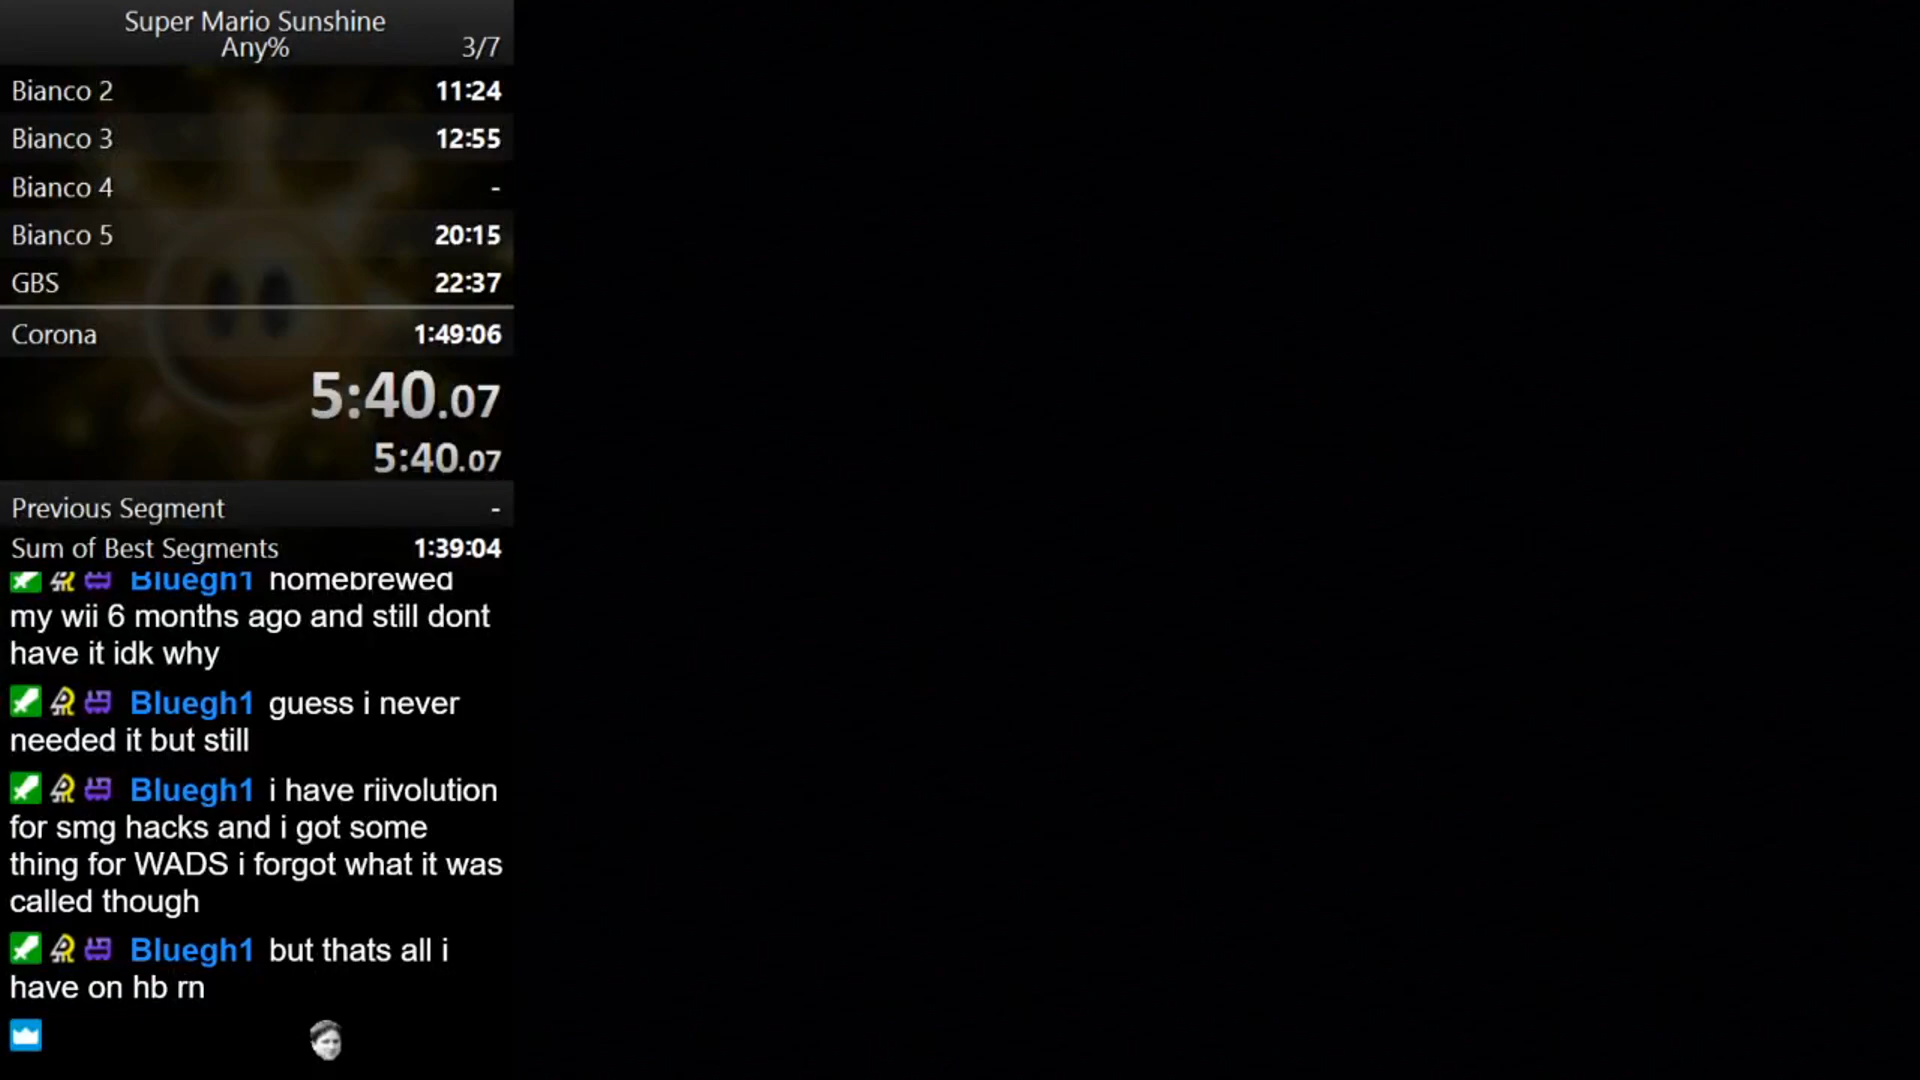 Super Mario Sunshine
Any%
3/7
Bianco 2 11:24
Bianco 3 12:55
Bianco 4 -
Bianco 5 20:15
GBS 22:37
Corona 1:49:06
5:40.07
5:40.07
Previous Segment -
Sum of Best Segments 1:39:04
Bluegh1 homebrewed
my wii 6 months ago and still dont
have it idk why
Bluegh1 guess i never
needed it but still
Bluegh1 i have riivolution
for smg hacks and i got some
thing for WADS i forgot what it was
called though
Bluegh1 but thats all i
have on hb rn